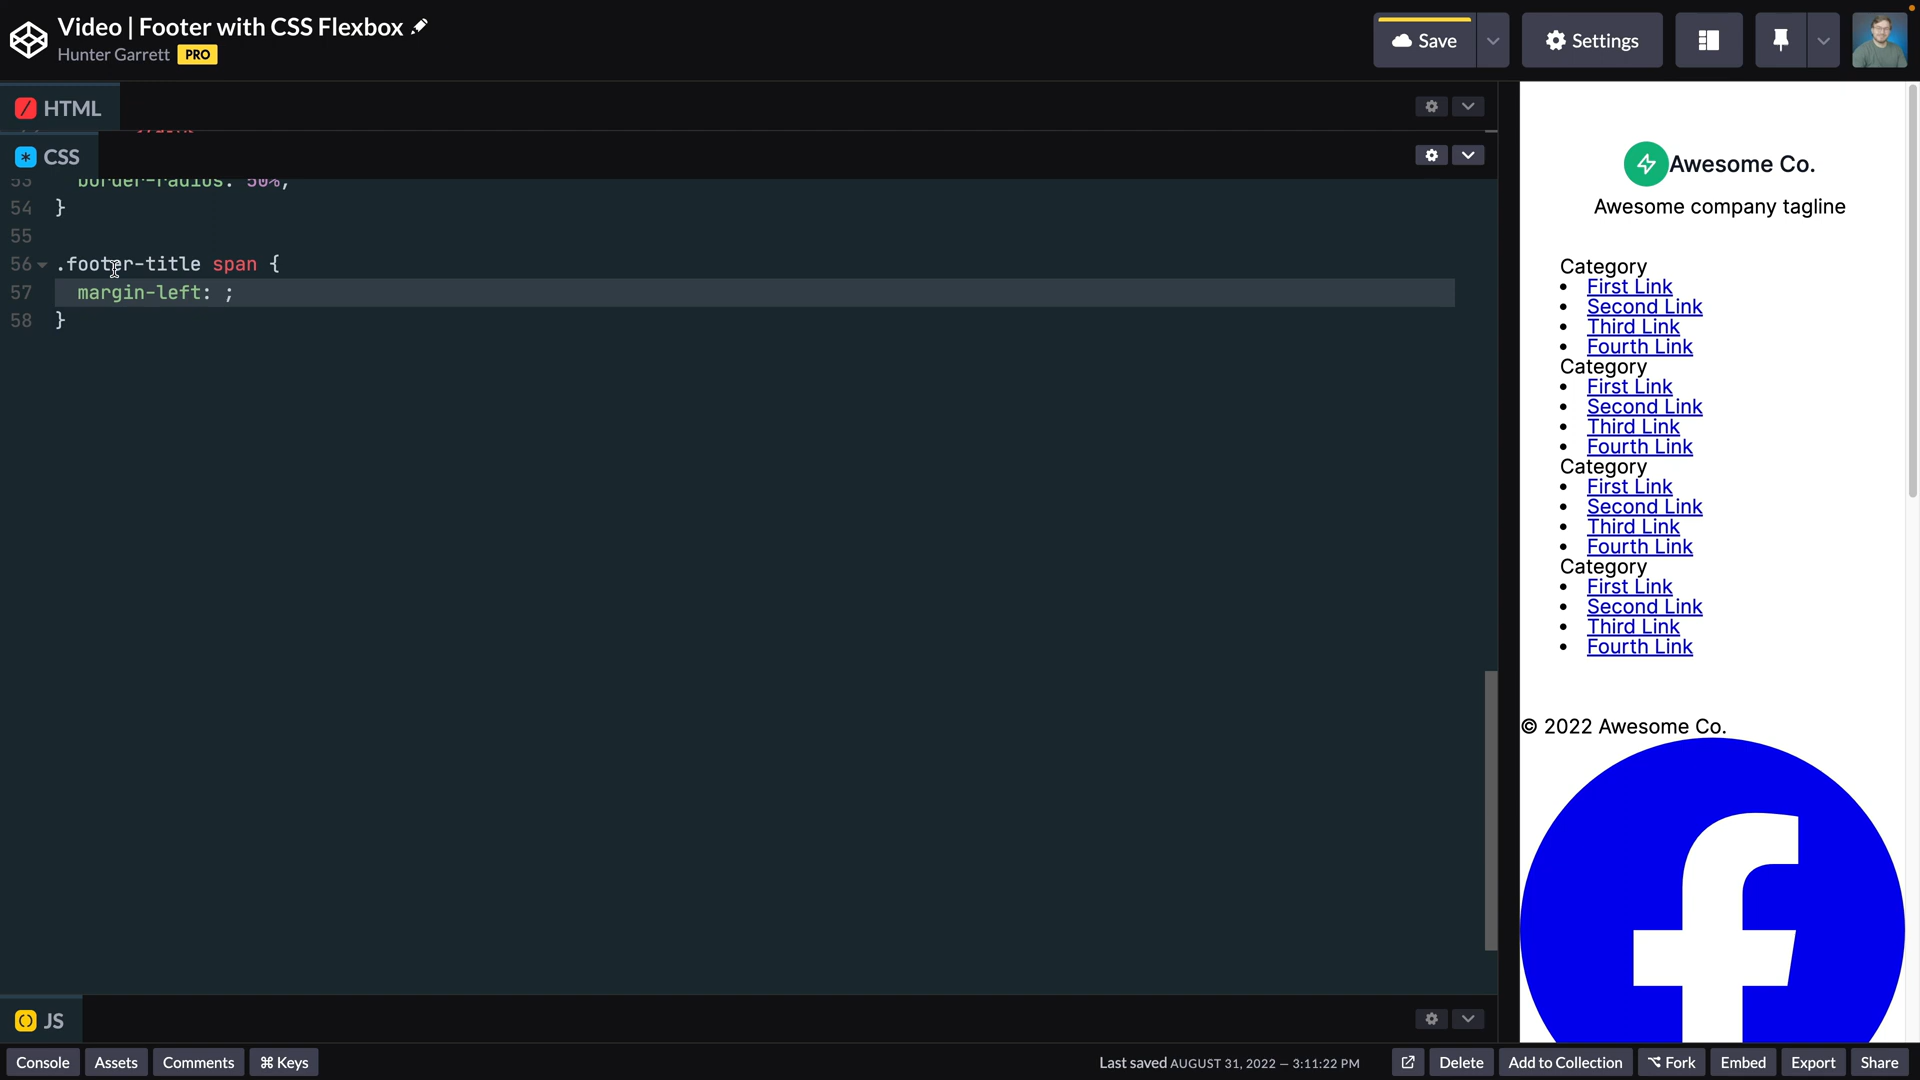 Video | Footer with CSS Flexbox
Hunter Garrett PRO
Save
Settings
HTML
CSS
53 border-radius: 50%;
54 }
55
56 .footer-title span {
57 margin-left: ;
58 }
JS
Awesome Co.
Awesome company tagline
Category
• First Link
• Second Link
• Third Link
• Fourth Link
Category
• First Link
• Second Link
• Third Link
• Fourth Link
Category
• First Link
• Second Link
• Third Link
• Fourth Link
Category
• First Link
• Second Link
• Third Link
• Fourth Link
© 2022 Awesome Co.
Console Assets Comments ⌘ Keys Last saved AUGUST 31, 2022 — 3:11:22 PM Delete Add to Collection Fork Embed Export Share